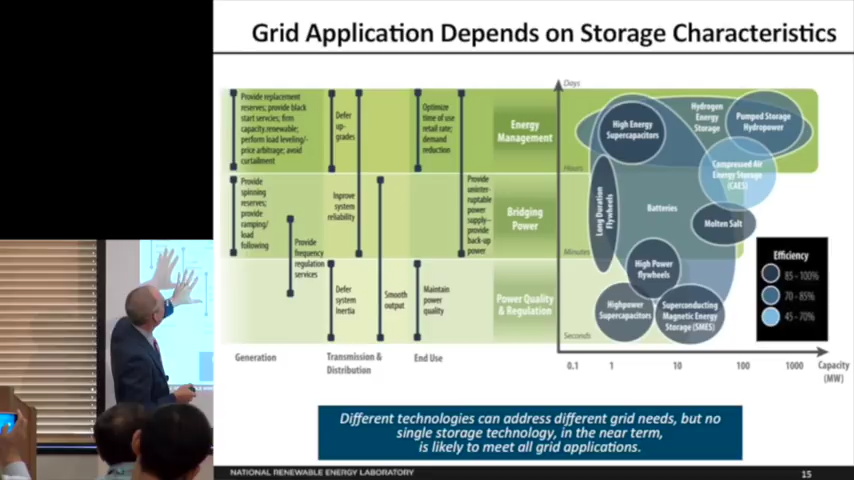 Grid Application Depends on Storage Characteristics
Provide replacement
reserves; provide black
start servcies; firm
capacity,renewable;
perform load leveling/-
price arbitrage; avoid
curtailment
Defer
up-
grades
Optimize
time of use
retail rate;
demand
reduction
Energy
Management
Provide
spinning
reserves;
provide
ramping/
load
following
Provide
frequency
regulation
services
Improve
system
reliability
Provide
uninter-
ruptable
power
supply—
provide
back-up
power
Bridging
Power
Defer
system
Inertia
Smooth
output
Maintain
power
quality
Power Quality
& Regulation
Generation
Transmission &
Distribution
End Use
Days
Hours
Minutes
Seconds
High Energy
Supercapacitors
Hydrogen
Energy
Storage
Pumped Storage
Hydropower
Compressed Air
Energy Storage
(CAES)
Long Duration
Flywheels
Batteries
Molten Salt
High Power
flywheels
Highpower
Supercapacitors
Superconducting
Magnetic Energy
Storage (SMES)
Efficiency
85 - 100%
70 - 85%
45 - 70%
0.1 1 10 100 1000 Capacity
(MW)
Different technologies can address different grid needs, but no
single storage technology, in the near term,
is likely to meet all grid applications.
NATIONAL RENEWABLE ENERGY LABORATORY 15